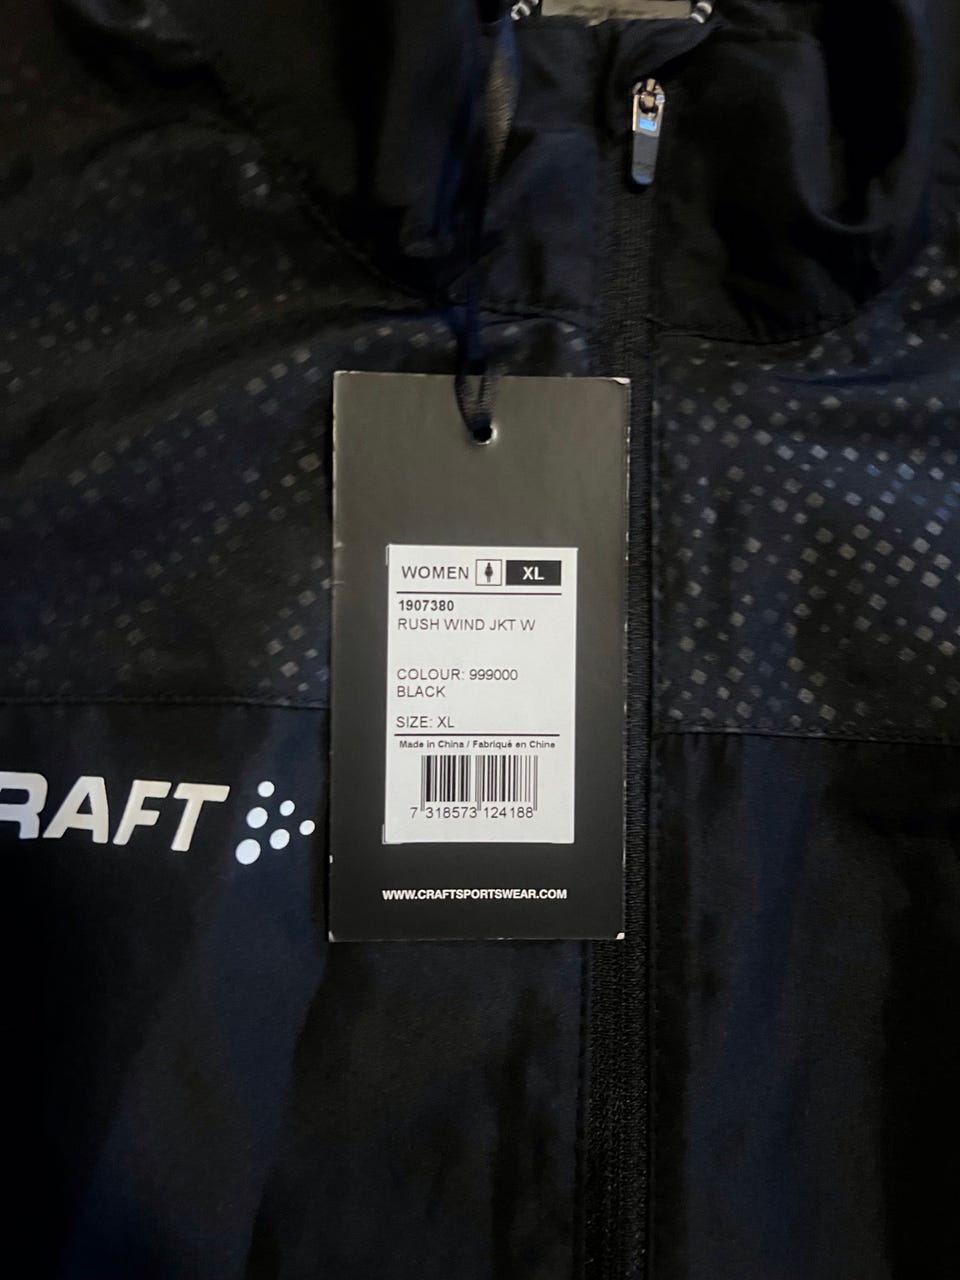 WOMEN XL
1907380
RUSH WIND JKT W
COLOUR: 999000
BLACK
SIZE: XL
Made in China / Fabriqué en Chine
7 318573 124188
RAFT
WWW.CRAFTSPORTSWEAR.COM